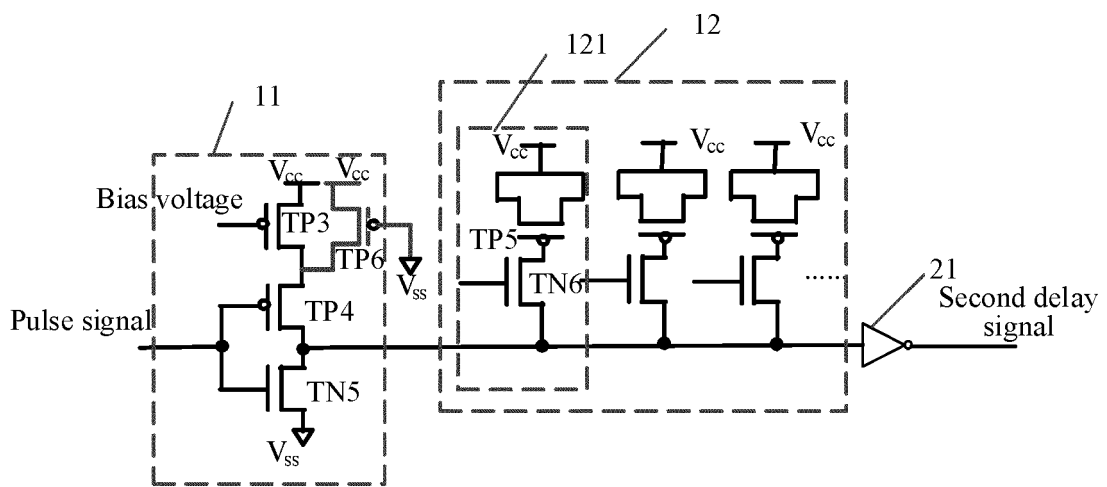 12
121
11
Vcc
Vcc
Vcc
Vcc
Vcc
Bias voltage
TP3
TP5
TP6
Vss
TN6
......
21
Second delay
signal
Pulse signal
TP4
TN5
Vss